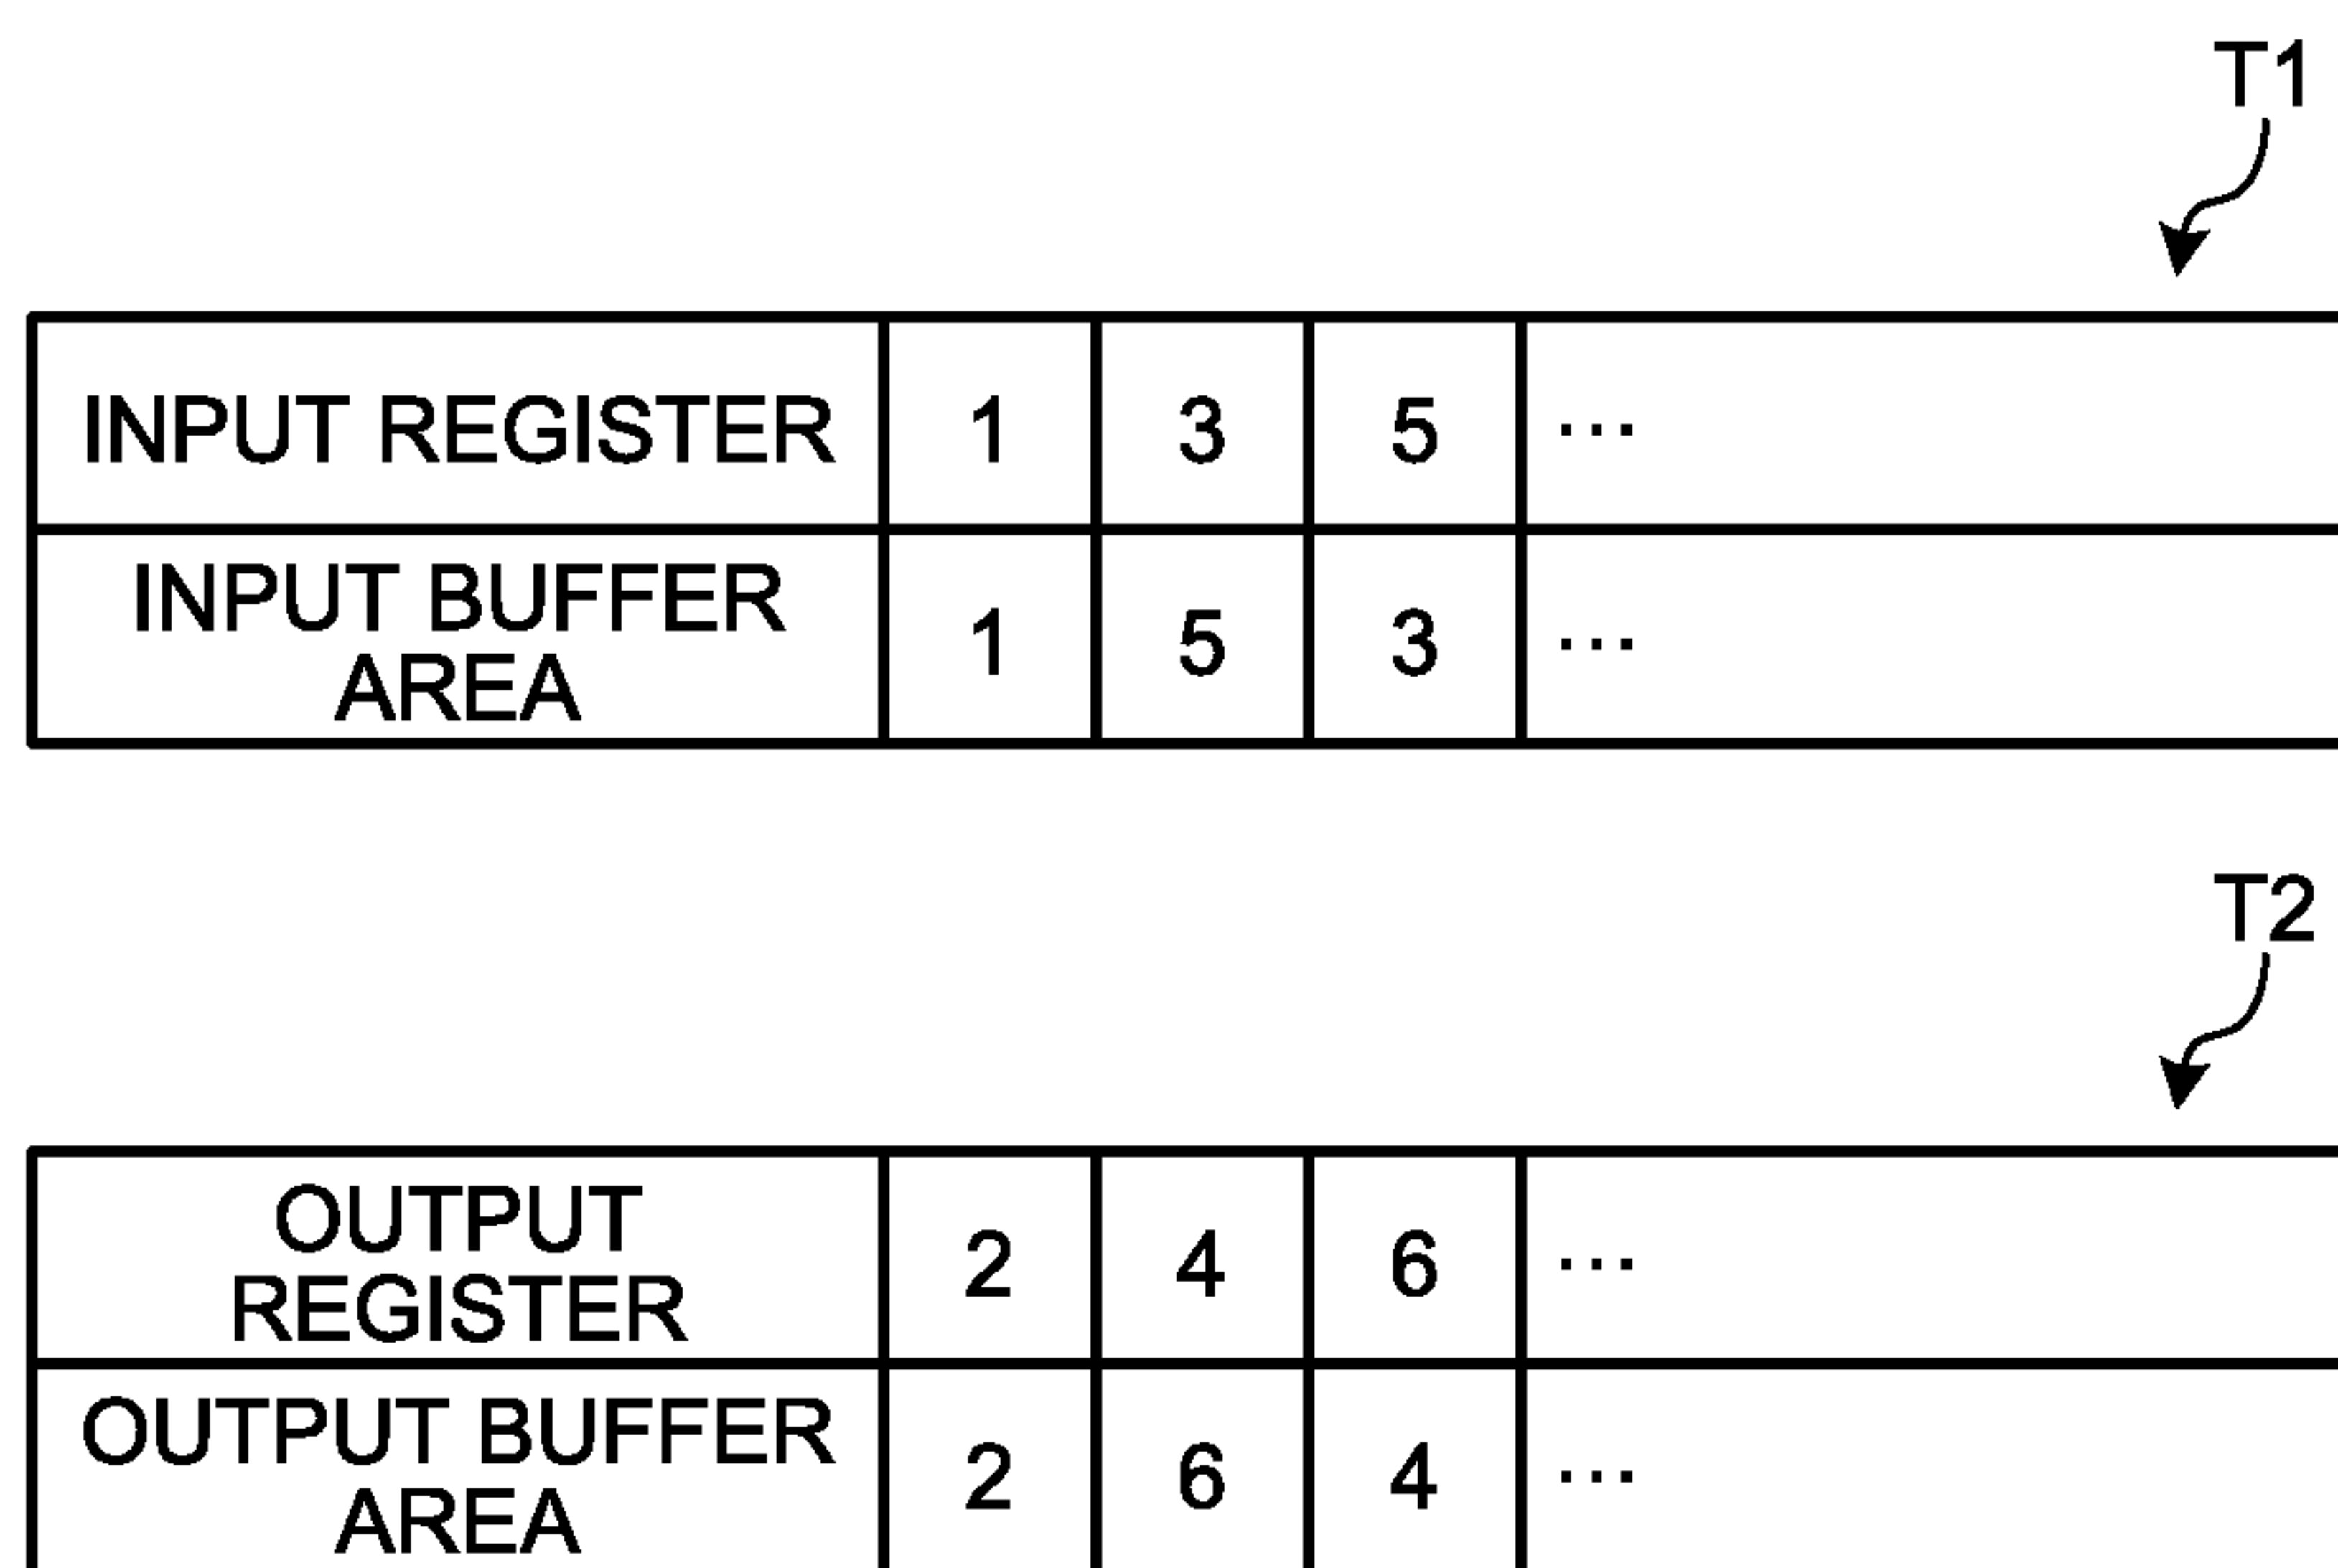 T1
INPUT REGISTER 1 3 5 ...
INPUT BUFFER
AREA 1 5 3 ...
T2
OUTPUT
REGISTER 2 4 6 ...
OUTPUT BUFFER
AREA 2 6 4 ...